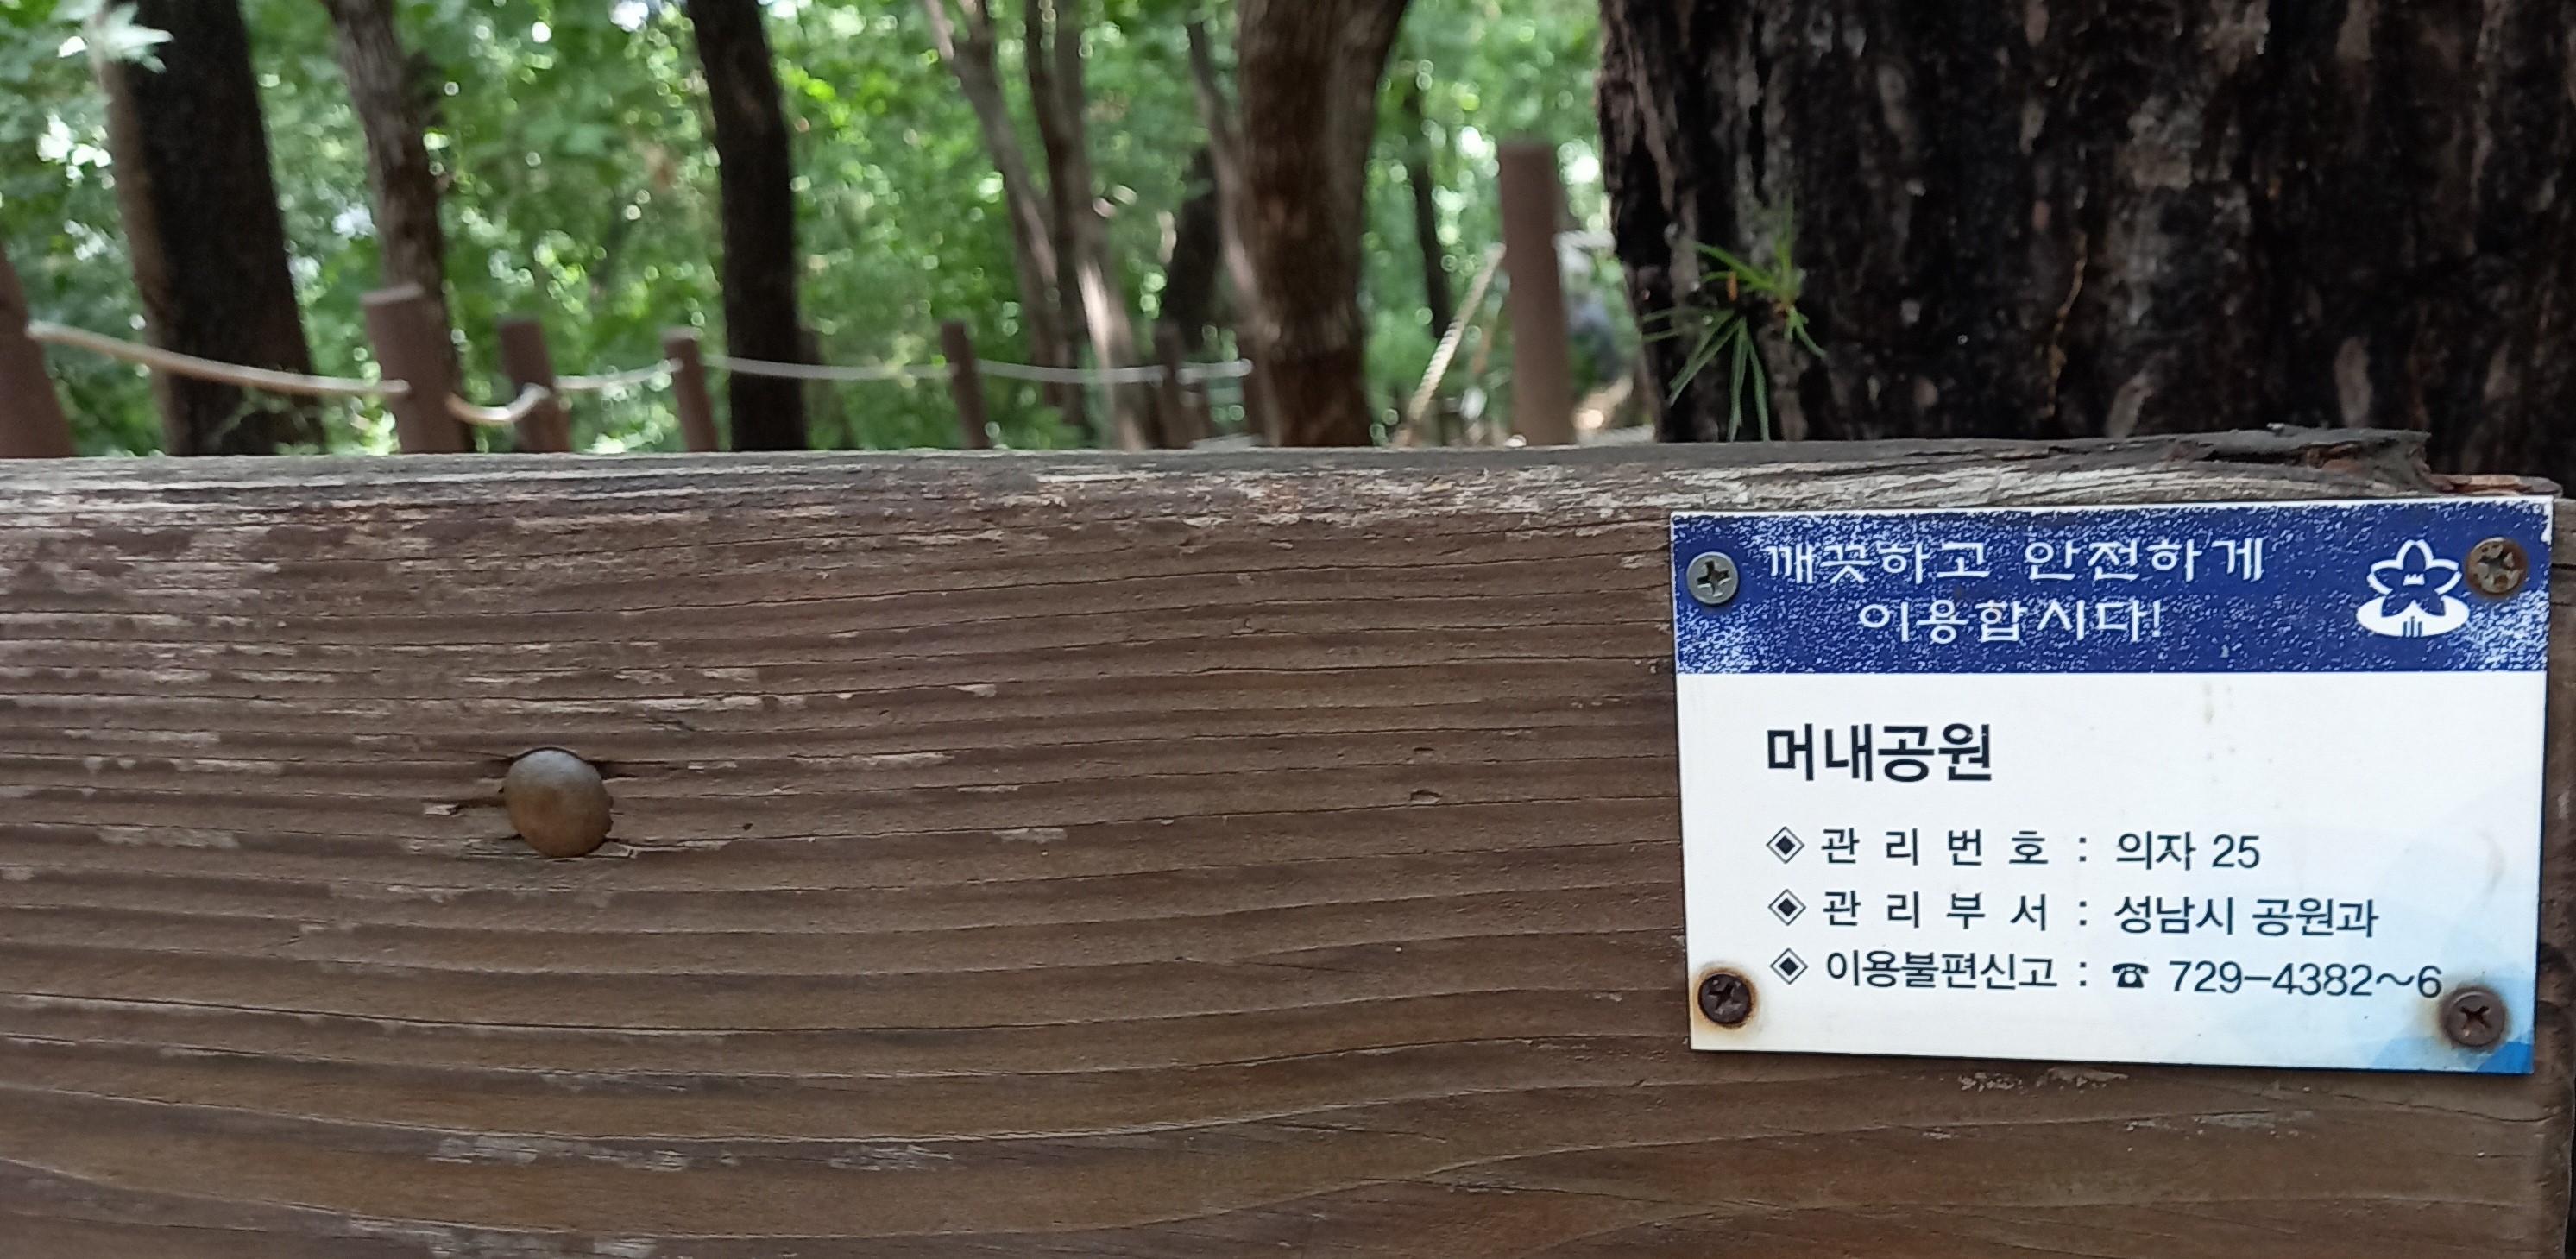 깨끗하고 안전하게
이용합시다!
머내공원
◈ 관 리 번 호 : 의자 25
◈ 관 리 부 서 : 성남시 공원과
◈ 이용불편신고 : ☎ 729-4382~6